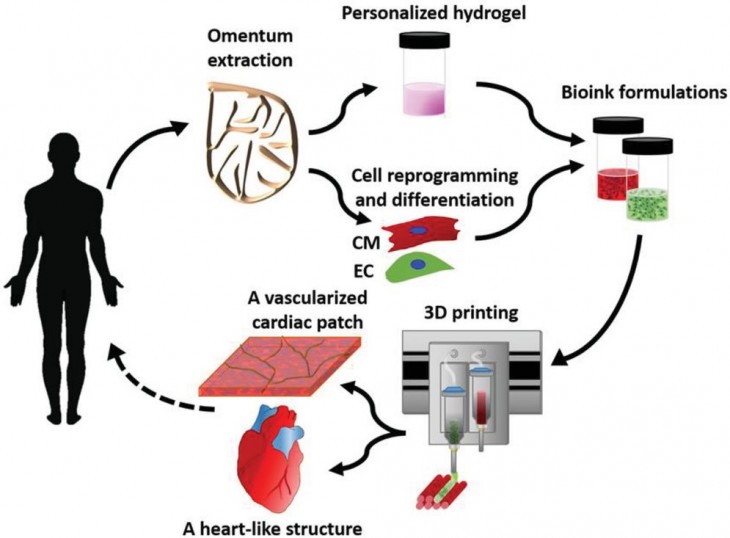 Personalized hydrogel
Omentum
extraction
Bioink formulations
Cell reprogramming
and differentiation
CM
EC
A vascularized
cardiac patch
3D printing
A heart-like structure